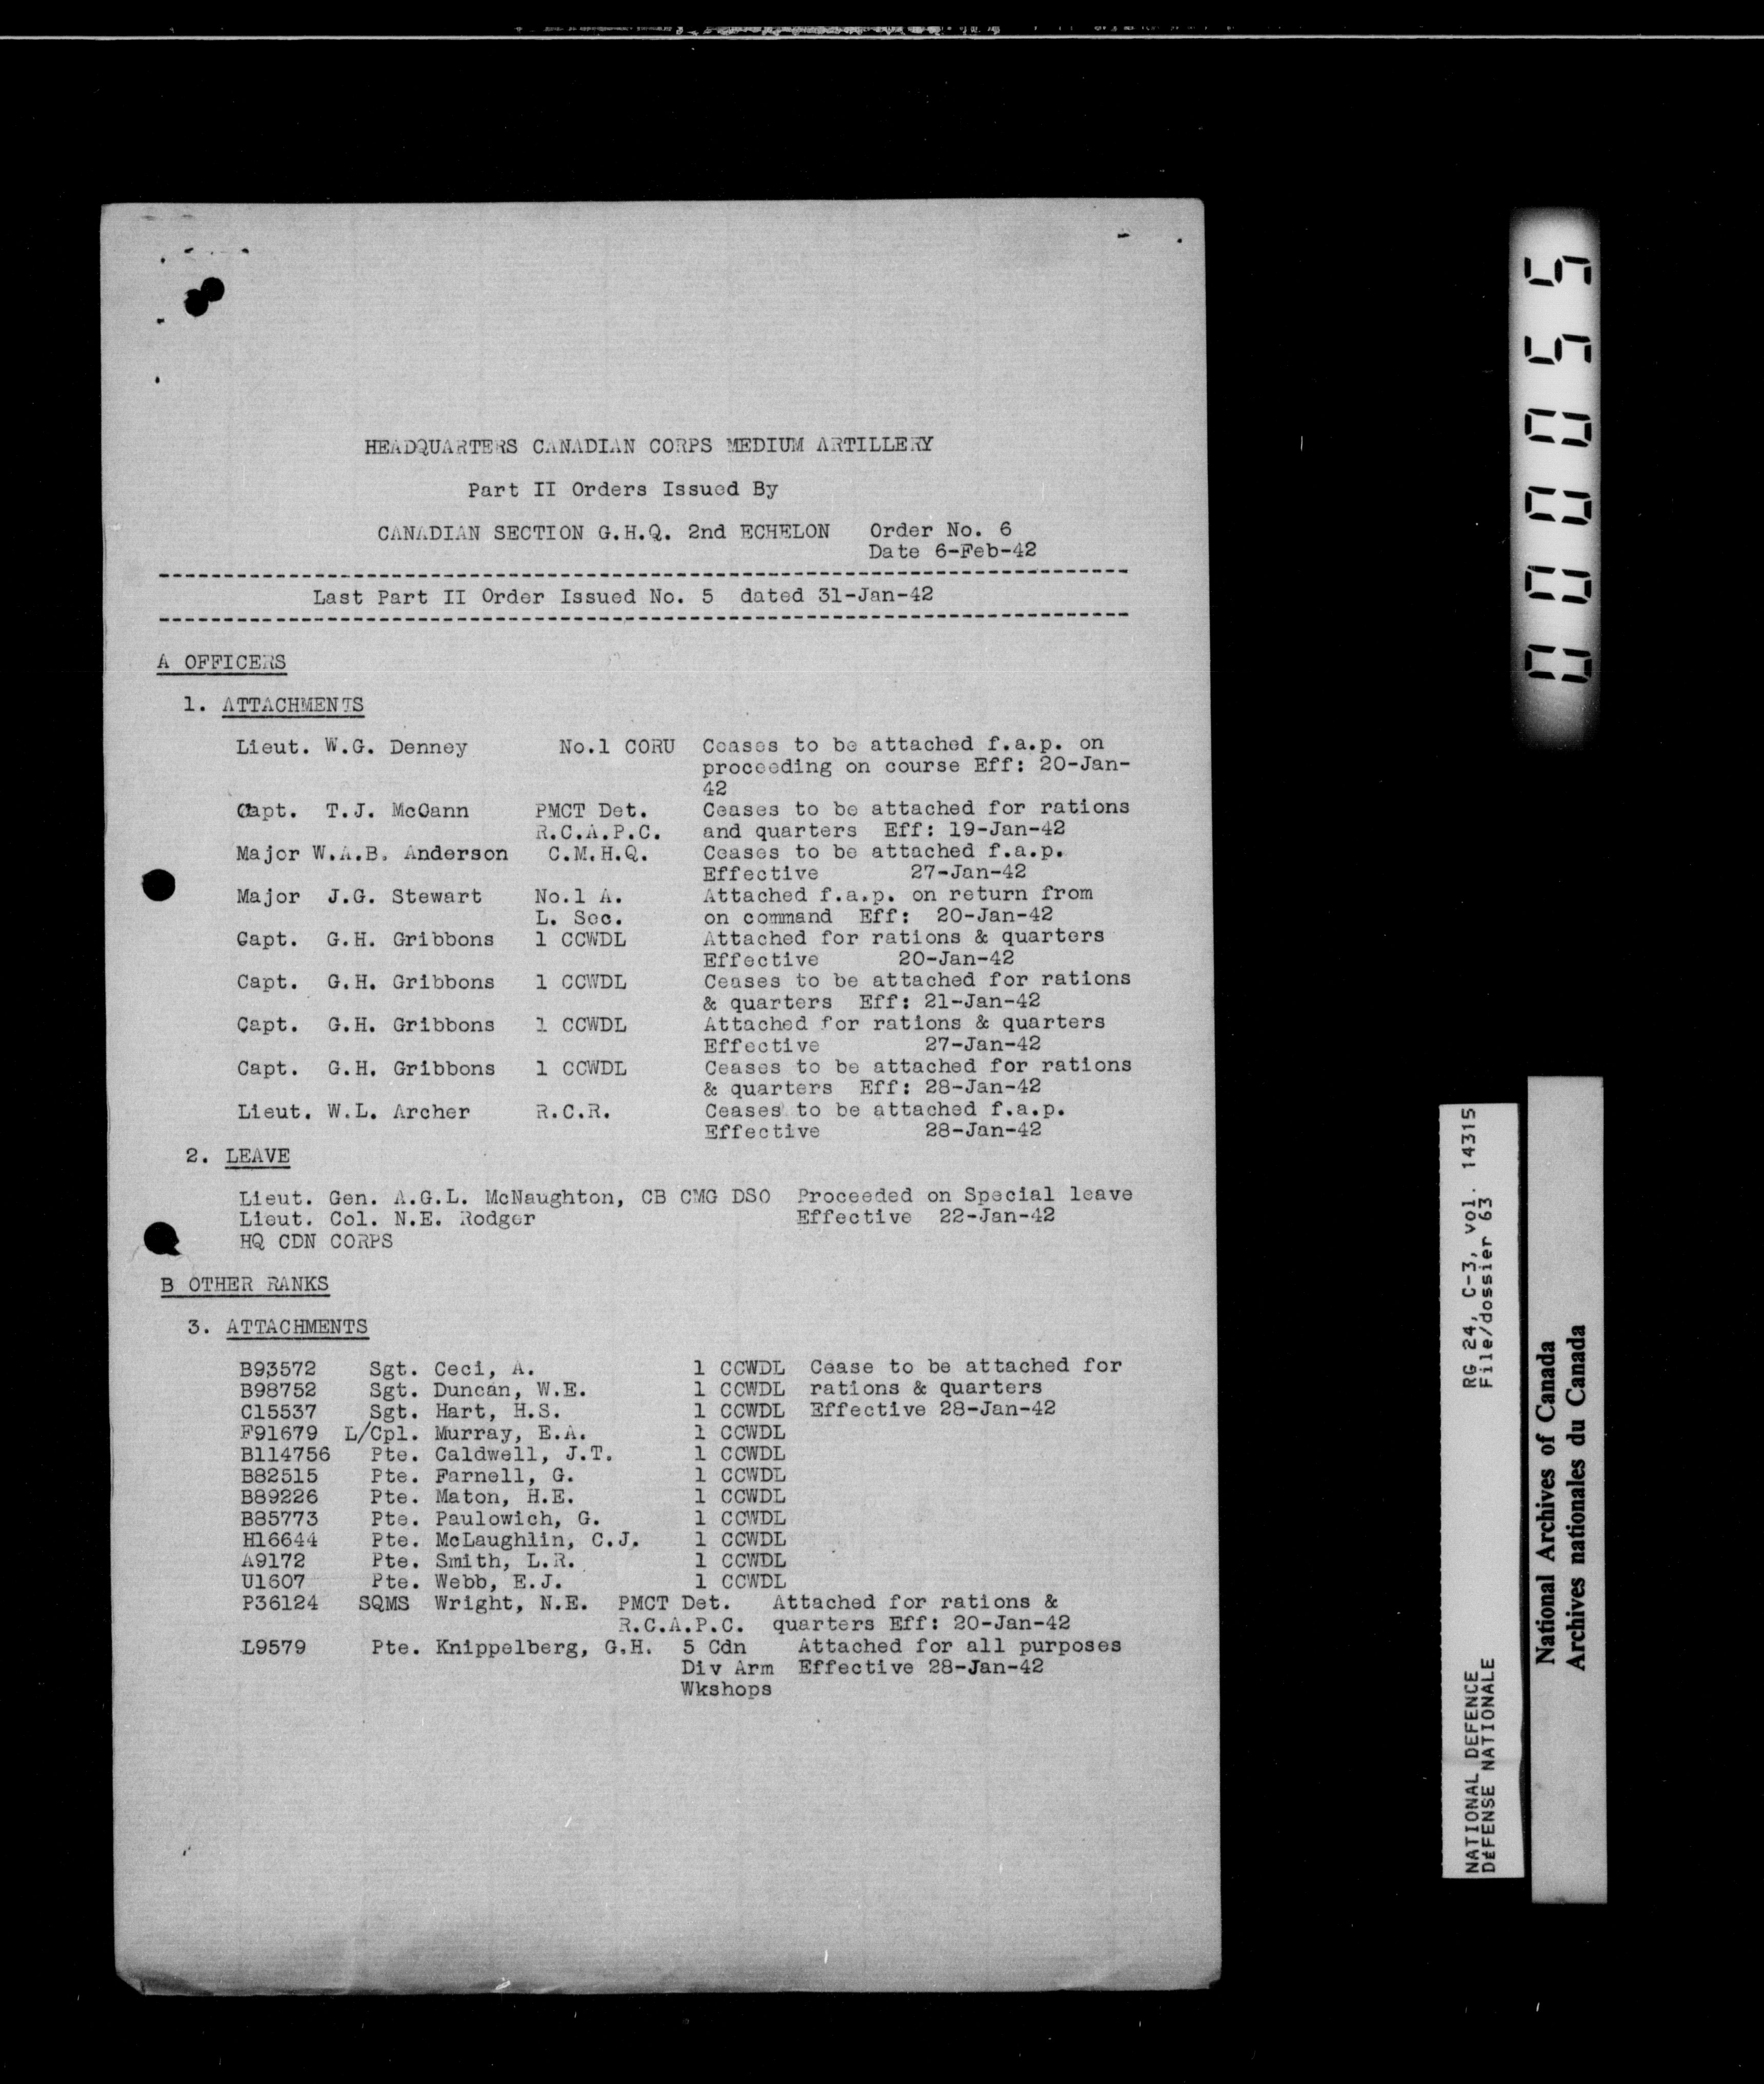 HEADQUARTERS CANADIAN CORPS MEDIUM ARTILLERY
Part II Orders Issued By
CANADIAN SECTION G.H.Q. 2nd ECHELON Order No. 6
Date 6-Feb-42
Last Part II Order Issued No. 5 dated 31-Jan-42
A OFFICERS
1. ATTACHMENTS
Lieut. W.G. Denney No.1 CORU Ceases to be attached f.a.p. on
proceeding on course Eff: 20-Jan-
42
Capt. T.J. McCann PMCT Det. Ceases to be attached for rations
R.C.A.P.C. and quarters Eff: 19-Jan-42
Major W.A.B. Anderson C.M.H.Q. Ceases to be attached f.a.p.
Effective 27-Jan-42
Major J.G. Stewart No.1 A. Attached f.a.p. on return from
L. Sec. on command Eff: 20-Jan-42
Capt. G.H. Gribbons 1 CCWDL Attached for rations & quarters
Effective 20-Jan-42
Capt. G.H. Gribbons 1 CCWDL Ceases to be attached for rations
& quarters Eff: 21-Jan-42
Capt. G.H. Gribbons 1 CCWDL Attached for rations & quarters
Effective 27-Jan-42
Capt. G.H. Gribbons 1 CCWDL Ceases to be attached for rations
& quarters Eff: 28-Jan-42
Lieut. W.L. Archer R.C.R. Ceases to be attached f.a.p.
Effective 28-Jan-42
2. LEAVE
Lieut. Gen. A.G.L. McNaughton, CB CMG DSO Proceeded on Special leave
Lieut. Col. N.E. Rodger Effective 22-Jan-42
HQ CDN CORPS
B OTHER RANKS
3. ATTACHMENTS
B93572 Sgt. Ceci, A. 1 CCWDL Cease to be attached for
B98752 Sgt. Duncan, W.E. 1 CCWDL rations & quarters
C15537 Sgt. Hart, H.S. 1 CCWDL Effective 28-Jan-42
F91679 L/Cpl. Murray, E.A. 1 CCWDL
B114756 Pte. Caldwell, J.T. 1 CCWDL
B82515 Pte. Farnell, G. 1 CCWDL
B89226 Pte. Maton, H.E. 1 CCWDL
B85773 Pte. Paulowich, G. 1 CCWDL
H16644 Pte. McLaughlin, C.J. 1 CCWDL
A9172 Pte. Smith, L.R. 1 CCWDL
U1607 Pte. Webb, E.J. 1 CCWDL
P36124 SQMS Wright, N.E. PMCT Det. Attached for rations &
R.C.A.P.C. quarters Eff: 20-Jan-42
L9579 Pte. Knippelberg, G.H. 5 Cdn Attached for all purposes
Div Arm Effective 28-Jan-42
Wkshops
000055
NATIONAL DEFENCE RG 24, C-3, vol. 14315
DÉFENSE NATIONALE File/dossier 63
National Archives of Canada
Archives nationales du Canada